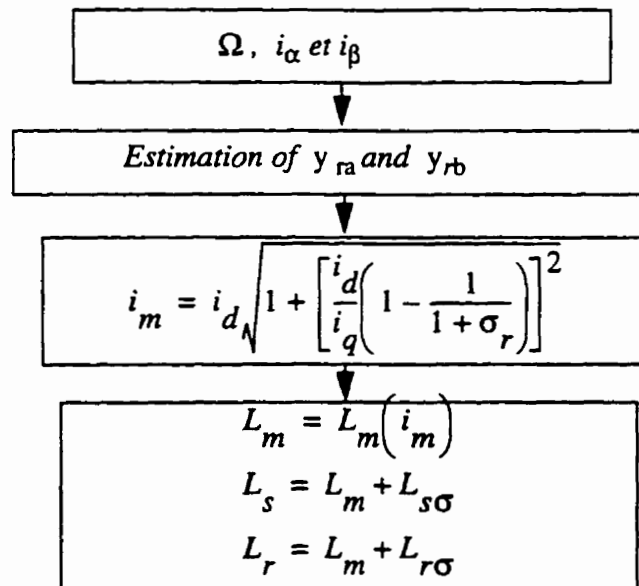 Ω, i_α et i_β
Estimation of y_ra and y_rb
i_m = i_d √(1 + [i_d/i_q (1 - 1/(1 + σ_r))]^2)
L_m = L_m(i_m)
L_s = L_m + L_sσ
L_r = L_m + L_rσ